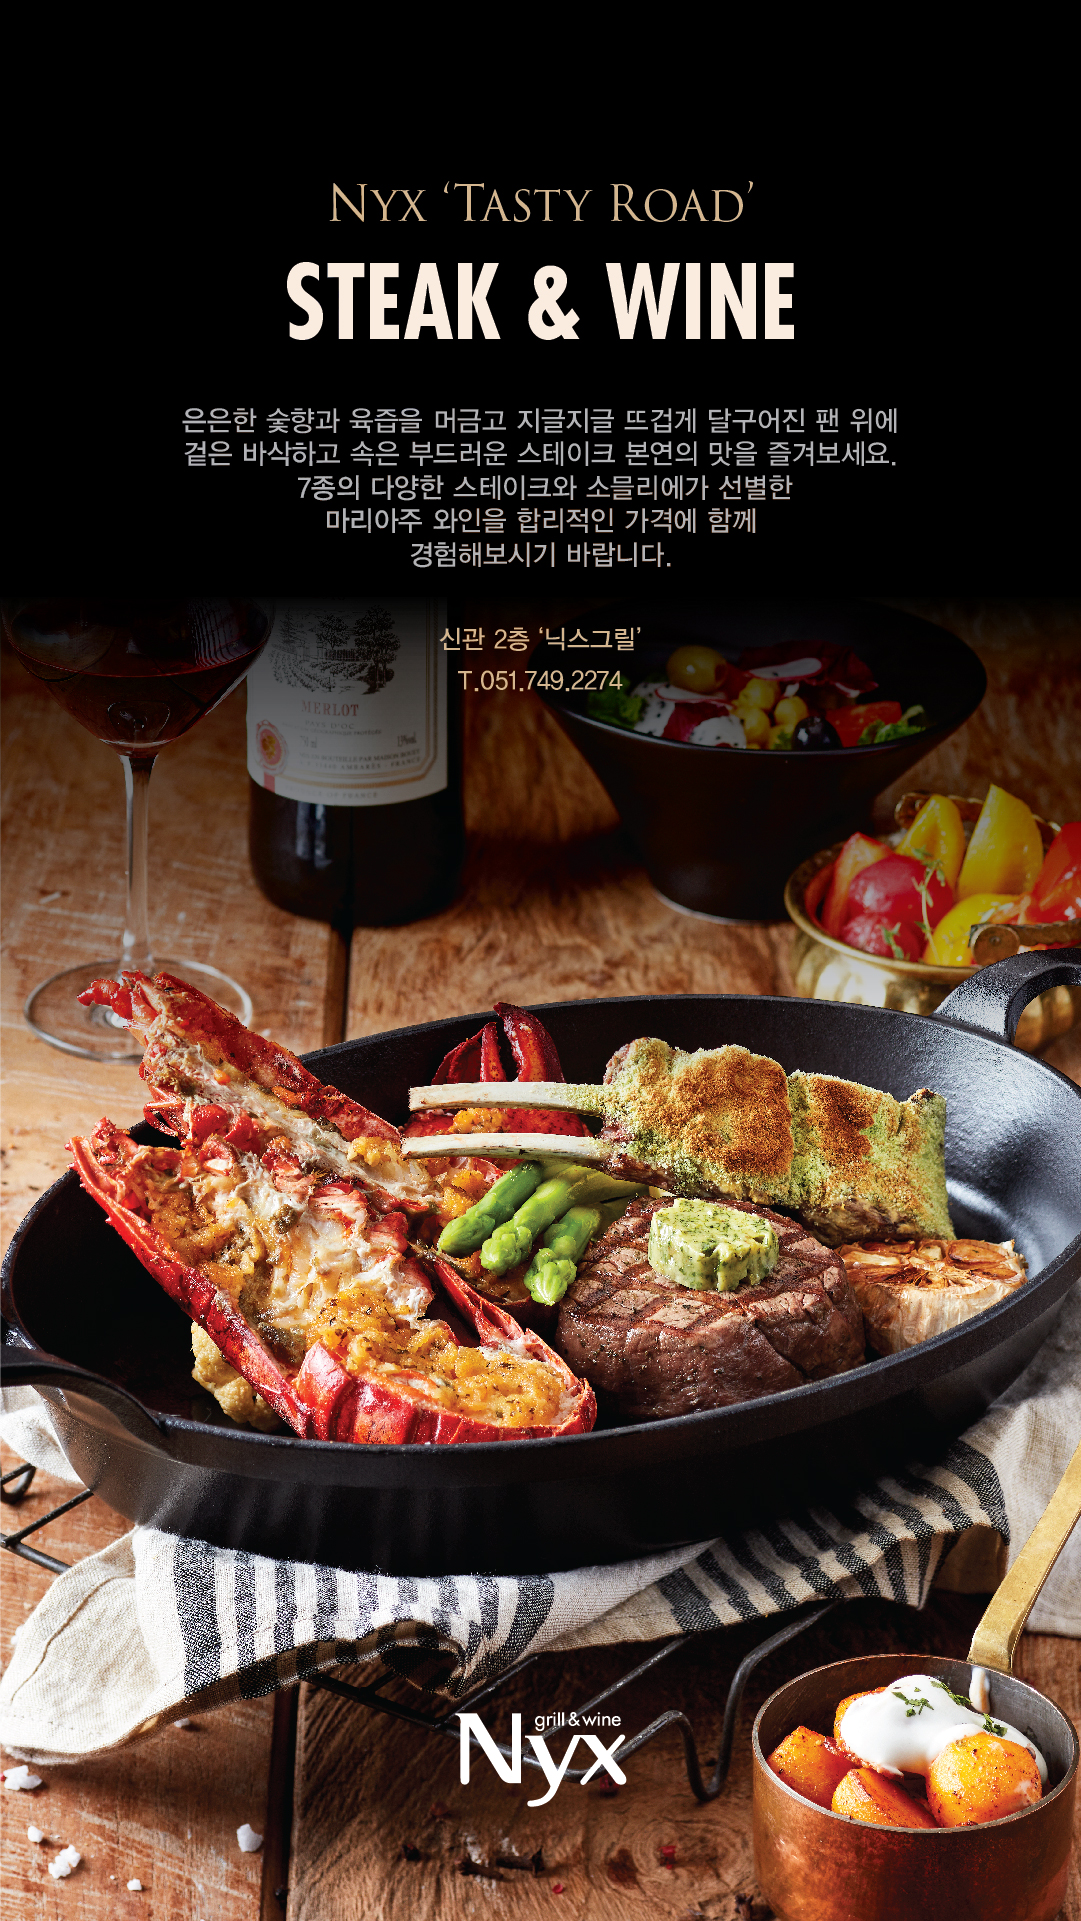 Nyx ‘Tasty Road’
STEAK & WINE
은은한 숯향과 육즙을 머금고 지글지글 뜨겁게 달구어진 팬 위에
겉은 바삭하고 속은 부드러운 스테이크 본연의 맛을 즐겨보세요.
7종의 다양한 스테이크와 소믈리에가 선별한
마리아주 와인을 합리적인 가격에 함께
경험해보시기 바랍니다.
신관 2층 ‘닉스그릴’
T.051.749.2274
MERLOT
PAYS D'OC
grill & wine
Nyx